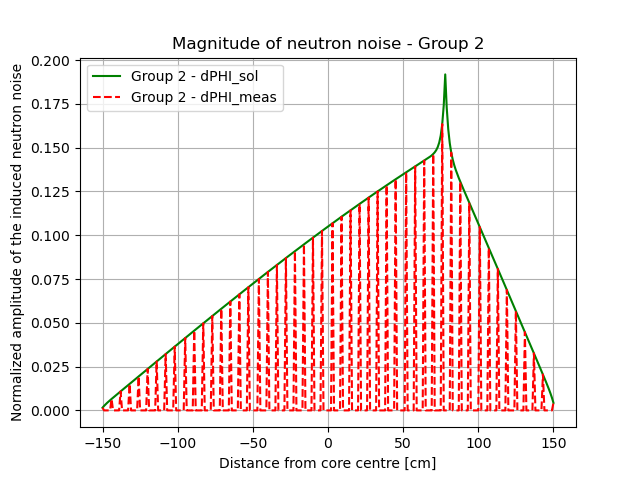 Magnitude of neutron noise - Group 2
Normalized amplitude of the induced neutron noise
0.200
0.175
0.150
0.125
0.100
0.075
0.050
0.025
0.000
Group 2 - dPHI_sol
Group 2 - dPHI_meas
−150 −100 −50 0 50 100 150
Distance from core centre [cm]